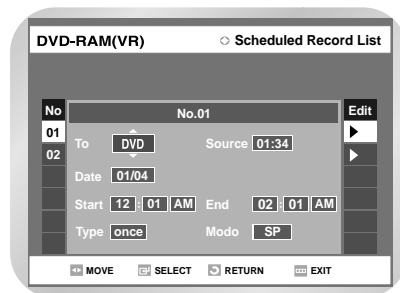 DVD-RAM(VR) Scheduled Record List
No No.01 Edit
01
02
To DVD Source 01:34
Date 01/04
Start 12 : 01 AM End 02 : 01 AM
Type once Modo SP
MOVE SELECT RETURN EXIT